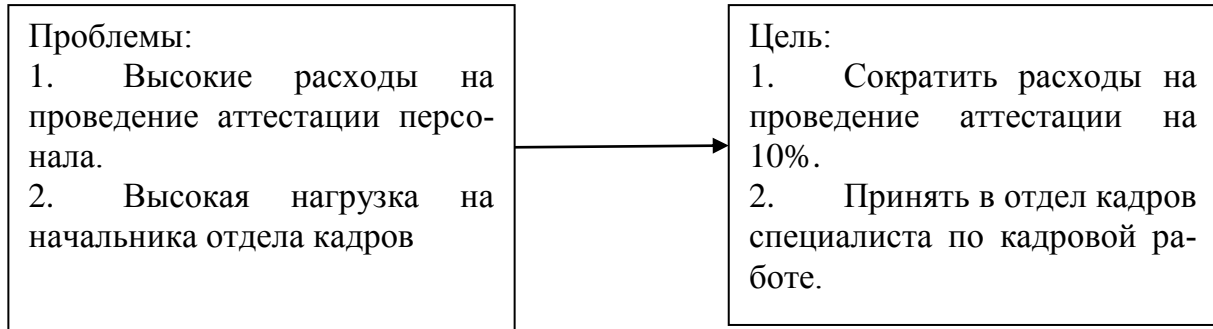 Проблемы:
1. Высокие расходы на
проведение аттестации персо-
нала.
2. Высокая нагрузка на
начальника отдела кадров
Цель:
1. Сократить расходы на
проведение аттестации на
10%.
2. Принять в отдел кадров
специалиста по кадровой ра-
боте.